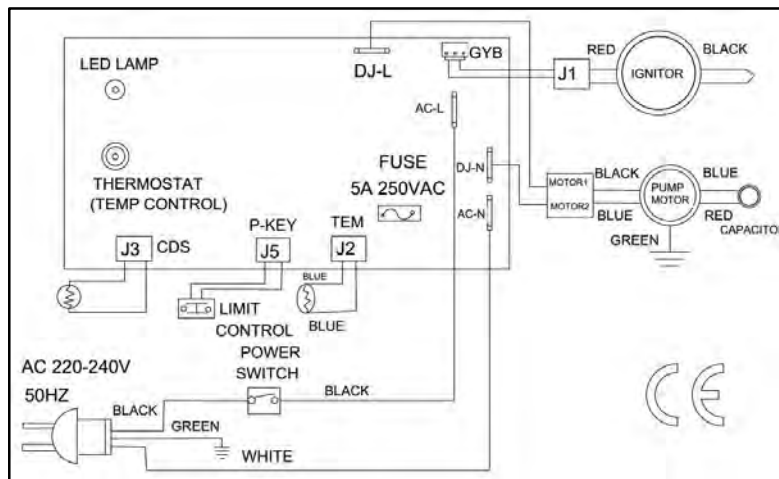 LED LAMP
DJ-L
GYB
J1
RED
IGNITOR
BLACK
AC-L
THERMOSTAT
(TEMP CONTROL)
FUSE
5A 250VAC
DJ-N
AC-N
MOTOR1
MOTOR2
BLACK
BLUE
PUMP
MOTOR
BLUE
RED
CAPACITOR
GREEN
J3
CDS
P-KEY
J5
TEM
J2
BLUE
BLUE
LIMIT
CONTROL
POWER
SWITCH
AC 220-240V
50HZ
BLACK
BLACK
GREEN
WHITE
CE